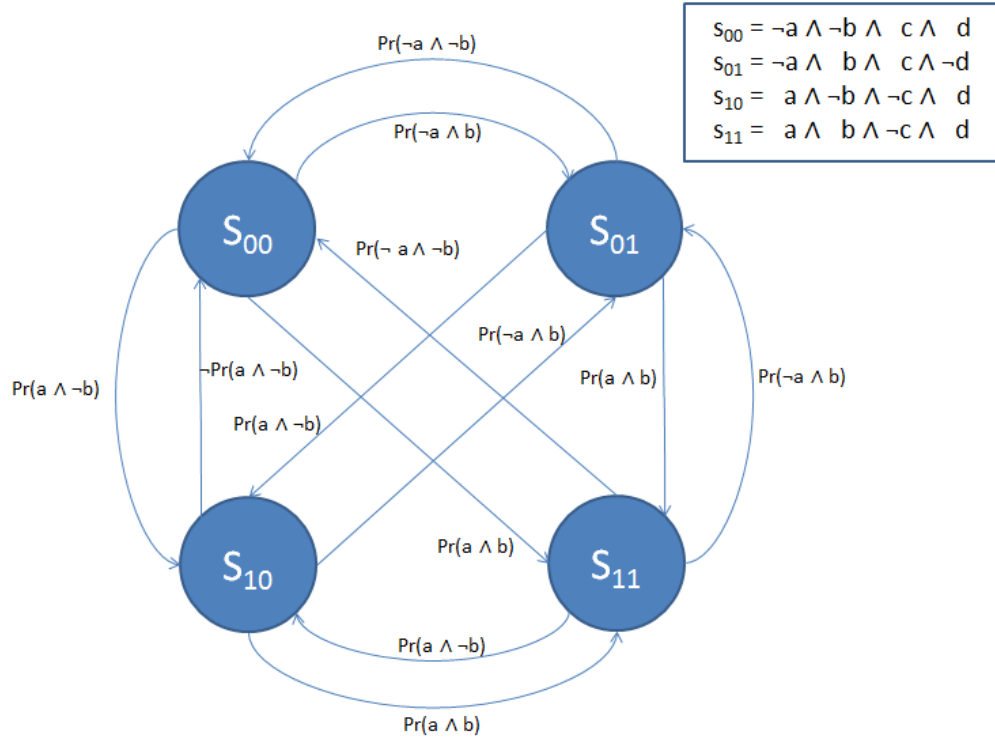 Pr(¬a ∧ ¬b)
s₀₀ = ¬a ∧ ¬b ∧ c ∧ d
s₀₁ = ¬a ∧ b ∧ c ∧ ¬d
s₁₀ = a ∧ ¬b ∧ ¬c ∧ d
s₁₁ = a ∧ b ∧ ¬c ∧ d
Pr(¬a ∧ b)
S₀₀
S₀₁
Pr(¬ a ∧ ¬b)
Pr(¬a ∧ b)
Pr(a ∧ ¬b)
¬Pr(a ∧ ¬b)
Pr(a ∧ b)
Pr(¬a ∧ b)
Pr(a ∧ ¬b)
Pr(a ∧ b)
S₁₀
S₁₁
Pr(a ∧ ¬b)
Pr(a ∧ b)